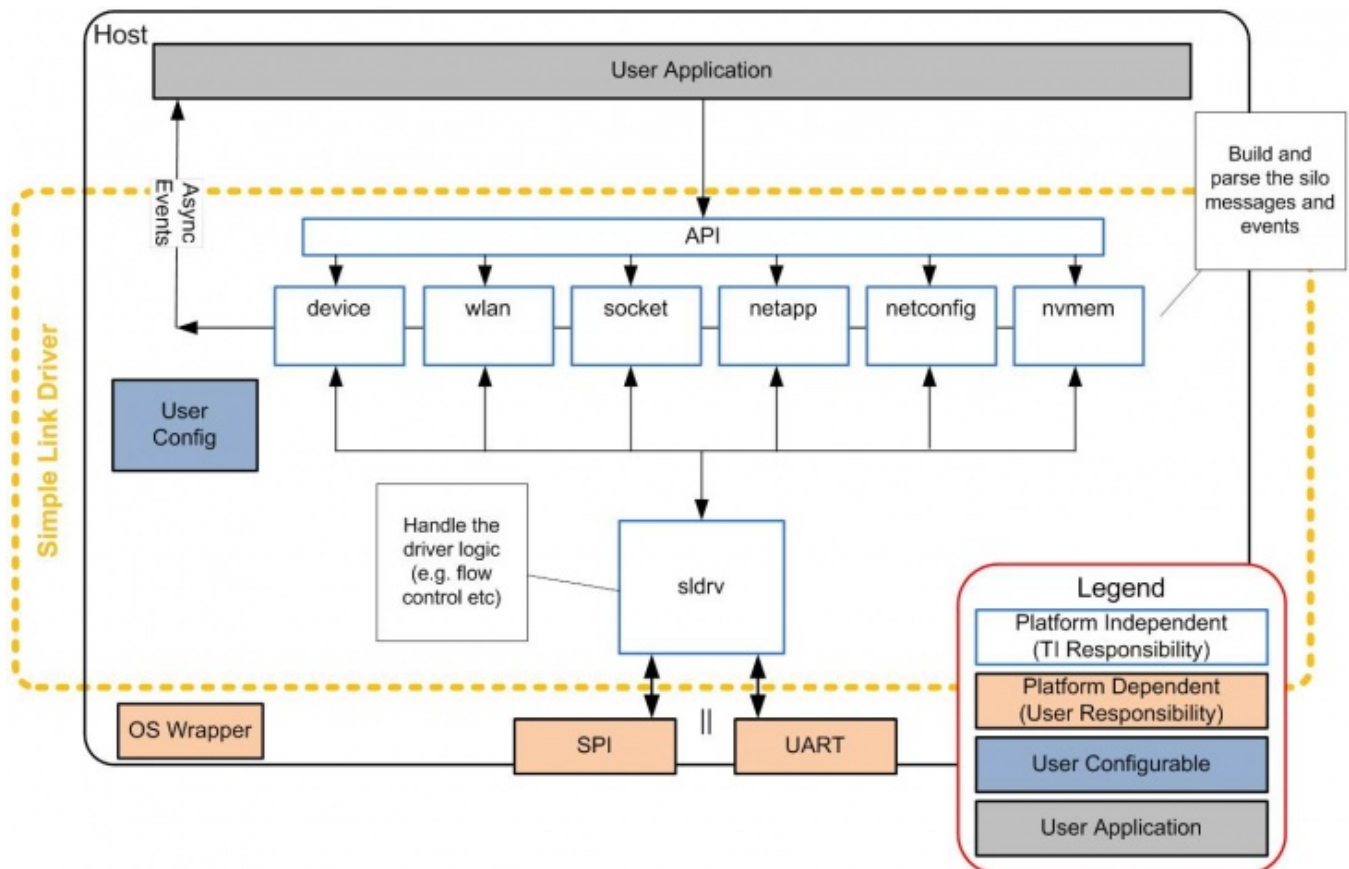 Host
User Application
Async
Events
Build and
parse the silo
messages and
events
API
device
wlan
socket
netapp
netconfig
nvmem
Simple Link Driver
User
Config
Handle the
driver logic
(e.g. flow
control etc)
sldrv
OS Wrapper
SPI
||
UART
Legend
Platform Independent
(TI Responsibility)
Platform Dependent
(User Responsibility)
User Configurable
User Application